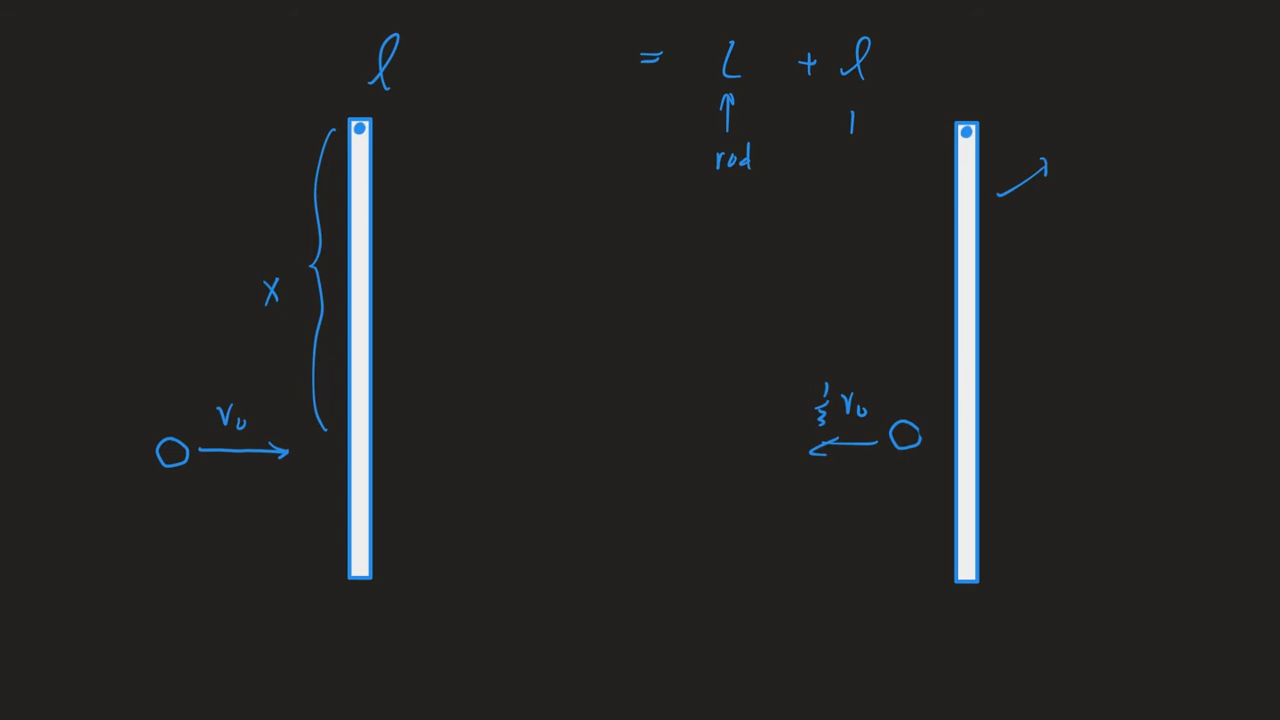 ℓ = L + ℓ
rod
x
v₀
⅓ v₀